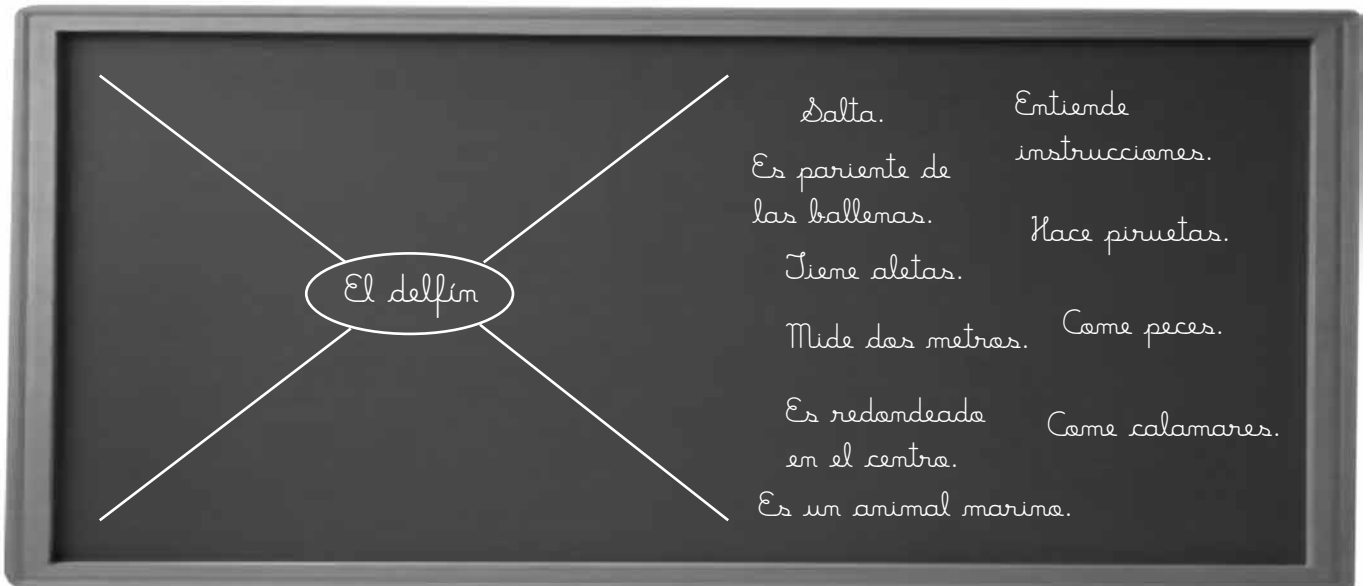 El delfín
Salta.
Es pariente de
las ballenas.
Tiene aletas.
Mide dos metros.
Es redondeado
en el centro.
Es un animal marino.
Entiende
instrucciones.
Hace piruetas.
Come peces.
Come calamares.